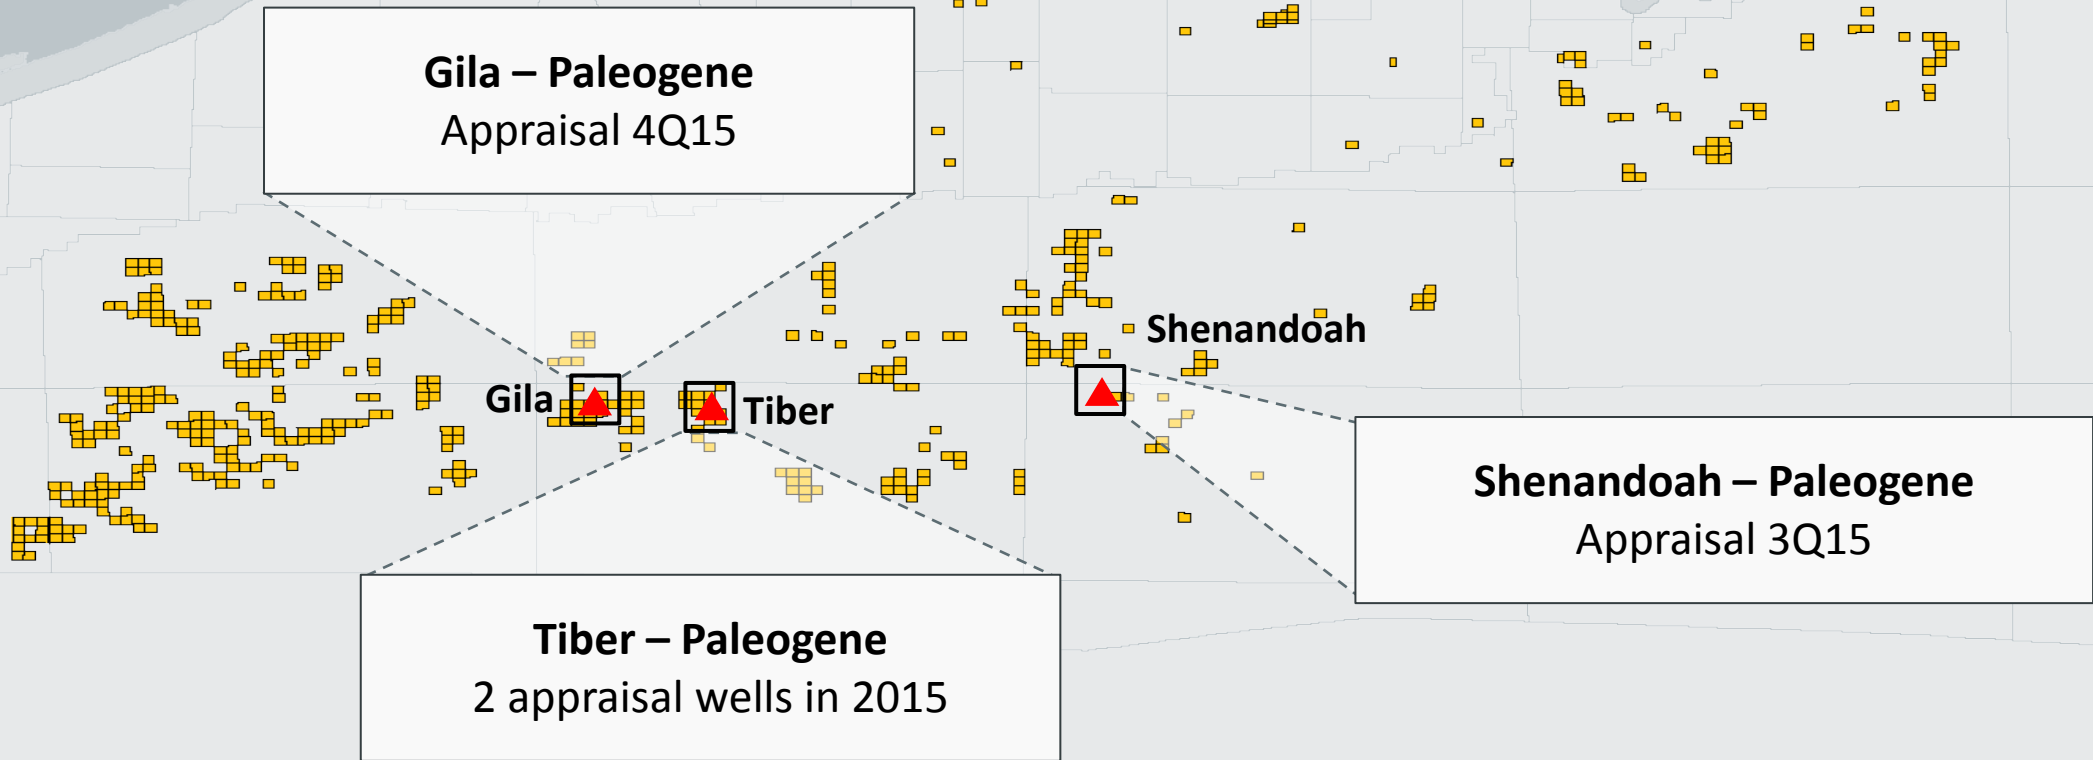 Gila – Paleogene
Appraisal 4Q15
Shenandoah
Gila
Tiber
Shenandoah – Paleogene
Appraisal 3Q15
Tiber – Paleogene
2 appraisal wells in 2015